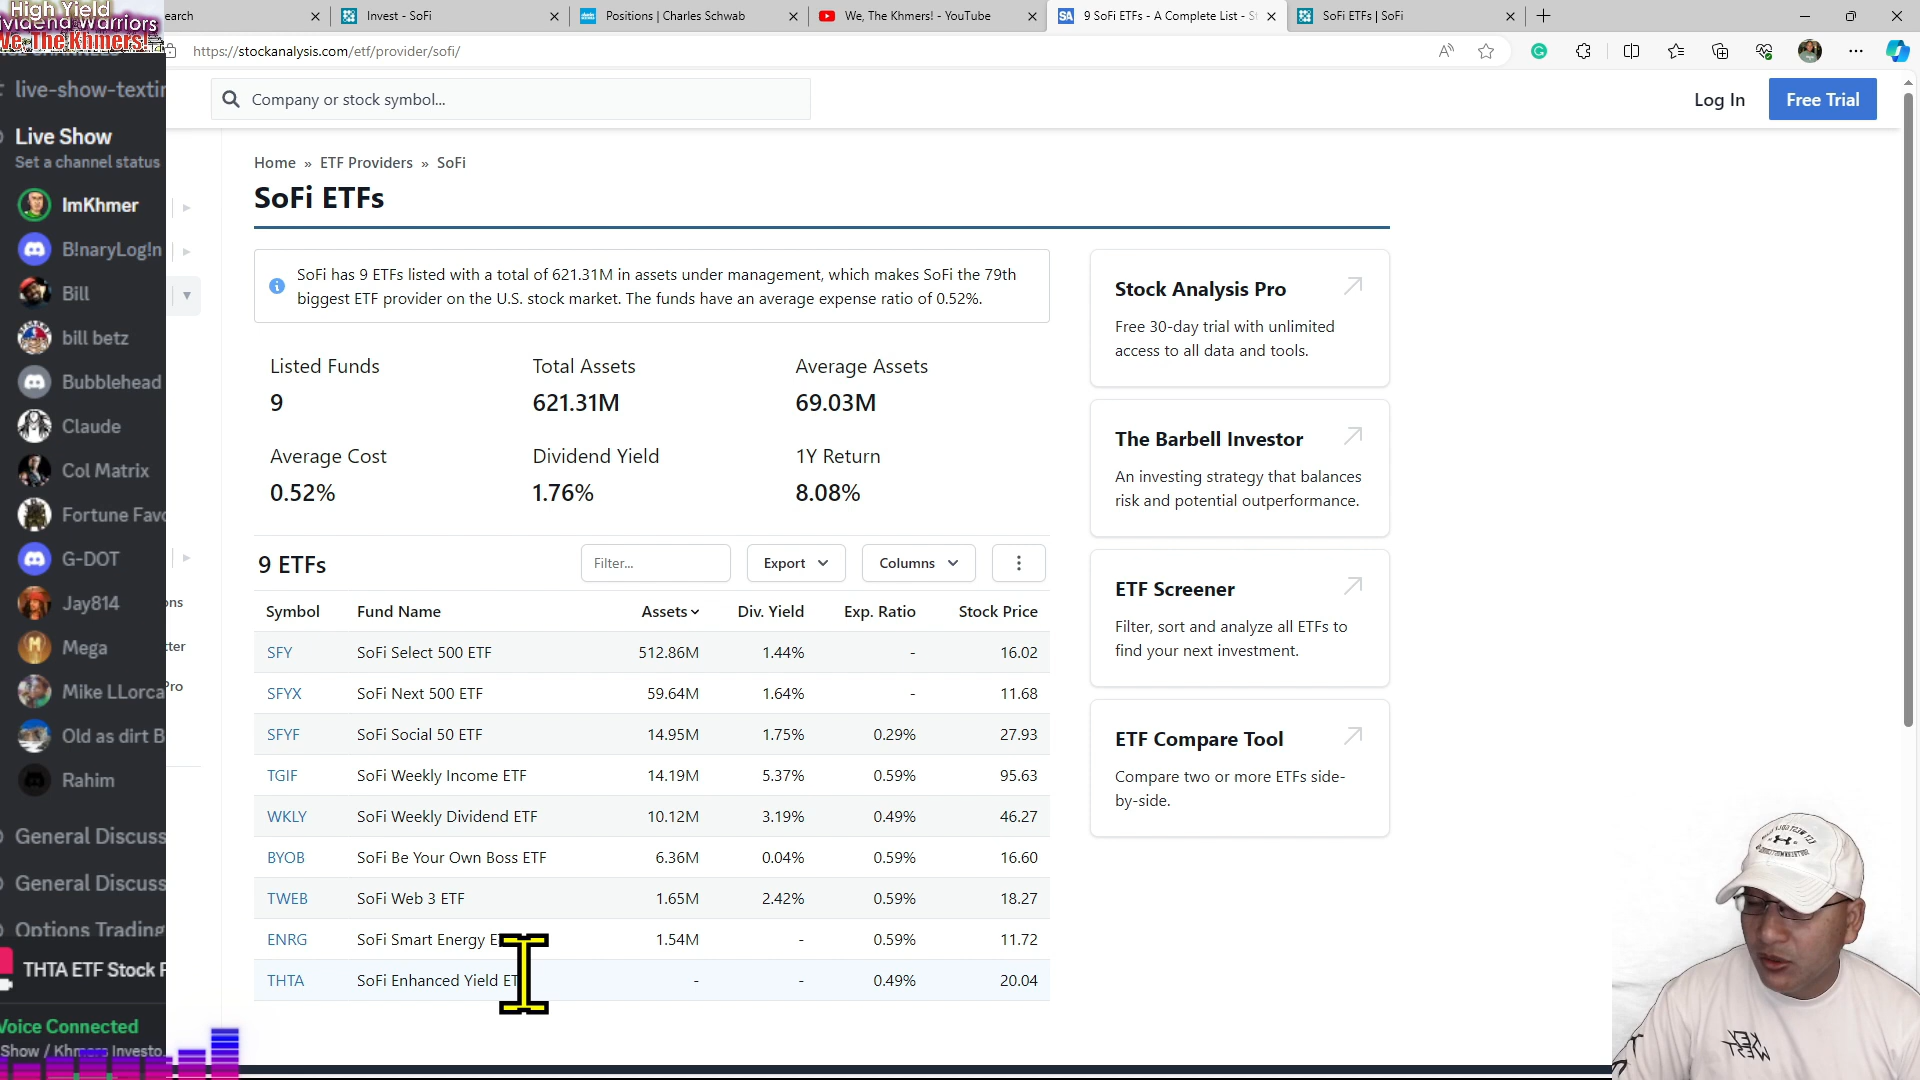 High Yield
Dividend Warriors
We, The Khmers!
earch
Invest - SoFi
Positions | Charles Schwab
We, The Khmers! - YouTube
9 SoFi ETFs - A Complete List - St
SoFi ETFs | SoFi
https://stockanalysis.com/etf/provider/sofi/
live-show-textin
Live Show
Set a channel status
ImKhmer
B!naryLog!n
Bill
bill betz
Bubblehead
Claude
Col Matrix
Fortune Favo
G-DOT
Jay814
Mega
Mike LLorca
Old as dirt B
Rahim
General Discuss
General Discuss
Options Trading
THTA ETF Stock F
Voice Connected
Show / Khmers Investo
ons
tter
Pro
Company or stock symbol...
Log In
Free Trial
Home » ETF Providers » SoFi
SoFi ETFs
SoFi has 9 ETFs listed with a total of 621.31M in assets under management, which makes SoFi the 79th
biggest ETF provider on the U.S. stock market. The funds have an average expense ratio of 0.52%.
Listed Funds
9
Total Assets
621.31M
Average Assets
69.03M
Average Cost
0.52%
Dividend Yield
1.76%
1Y Return
8.08%
9 ETFs
Filter...
Export
Columns
Symbol Fund Name Assets Div. Yield Exp. Ratio Stock Price
SFY SoFi Select 500 ETF 512.86M 1.44% - 16.02
SFYX SoFi Next 500 ETF 59.64M 1.64% - 11.68
SFYF SoFi Social 50 ETF 14.95M 1.75% 0.29% 27.93
TGIF SoFi Weekly Income ETF 14.19M 5.37% 0.59% 95.63
WKLY SoFi Weekly Dividend ETF 10.12M 3.19% 0.49% 46.27
BYOB SoFi Be Your Own Boss ETF 6.36M 0.04% 0.59% 16.60
TWEB SoFi Web 3 ETF 1.65M 2.42% 0.59% 18.27
ENRG SoFi Smart Energy E 1.54M - 0.59% 11.72
THTA SoFi Enhanced Yield ET - - 0.49% 20.04
Stock Analysis Pro
Free 30-day trial with unlimited
access to all data and tools.
The Barbell Investor
An investing strategy that balances
risk and potential outperformance.
ETF Screener
Filter, sort and analyze all ETFs to
find your next investment.
ETF Compare Tool
Compare two or more ETFs side-
by-side.